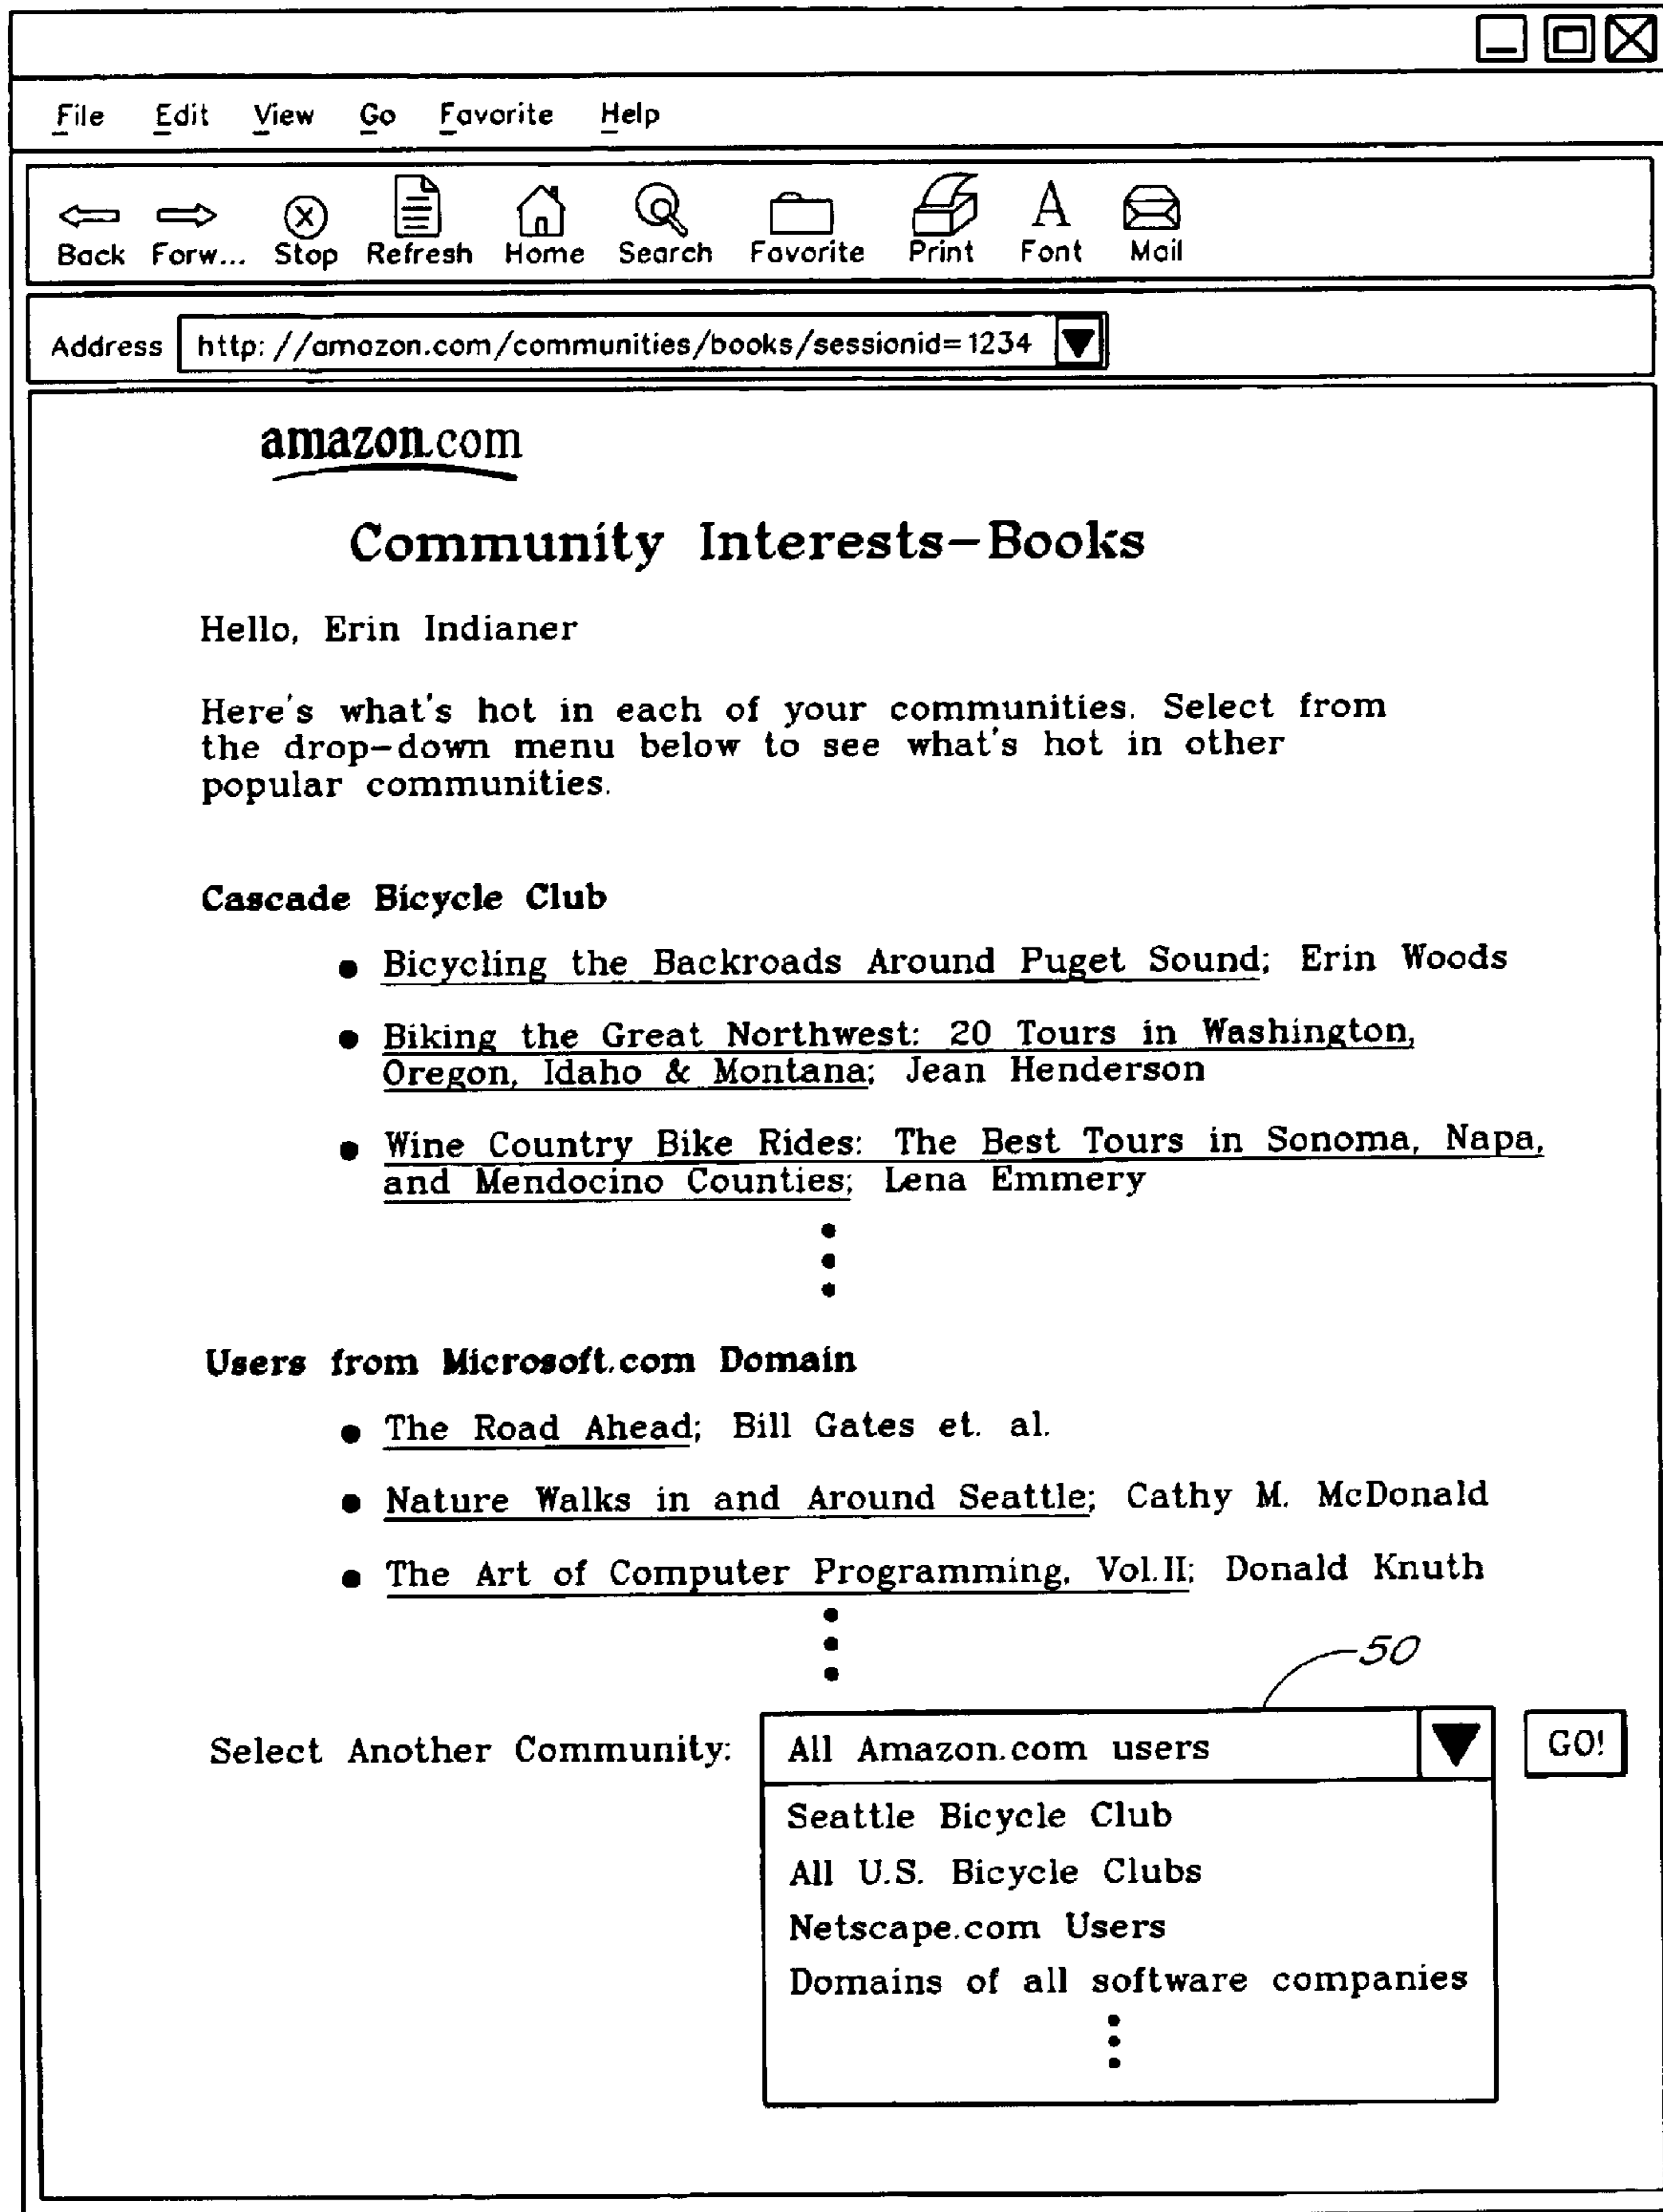 File Edit View Go Favorite Help
Back Forw... Stop Refresh Home Search Favorite Print Font Mail
Address http: //amazon.com/communities/books/sessionid=1234
amazon.com
Community Interests-Books
Hello, Erin Indianer
Here's what's hot in each of your communities. Select from
the drop-down menu below to see what's hot in other
popular communities.
Cascade Bicycle Club
● Bicycling the Backroads Around Puget Sound; Erin Woods
● Biking the Great Northwest: 20 Tours in Washington,
Oregon, Idaho & Montana; Jean Henderson
● Wine Country Bike Rides: The Best Tours in Sonoma, Napa,
and Mendocino Counties; Lena Emmery
Users from Microsoft.com Domain
● The Road Ahead; Bill Gates et. al.
● Nature Walks in and Around Seattle; Cathy M. McDonald
● The Art of Computer Programming, Vol.II; Donald Knuth
50
Select Another Community: All Amazon.com users GO!
Seattle Bicycle Club
All U.S. Bicycle Clubs
Netscape.com Users
Domains of all software companies